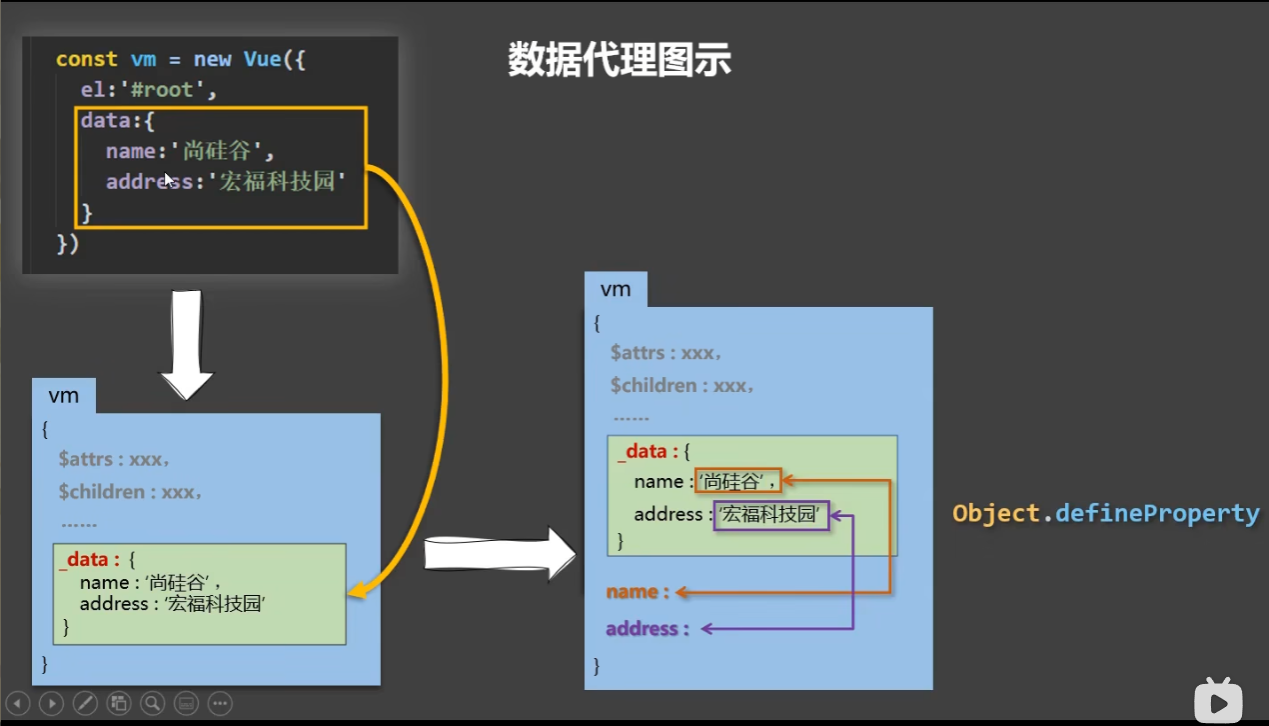 数据代理图示
const vm = new Vue({
el:'#root',
data:{
name:'尚硅谷',
address:'宏福科技园'
}
})
vm
{
$attrs : xxx,
$children : xxx,
......
_data : {
name : ‘尚硅谷’ ,
address : ‘宏福科技园’
}
}
vm
{
$attrs : xxx,
$children : xxx,
......
_data : {
name : ‘尚硅谷’ ,
address : ‘宏福科技园’
}
name :
address :
}
Object.defineProperty